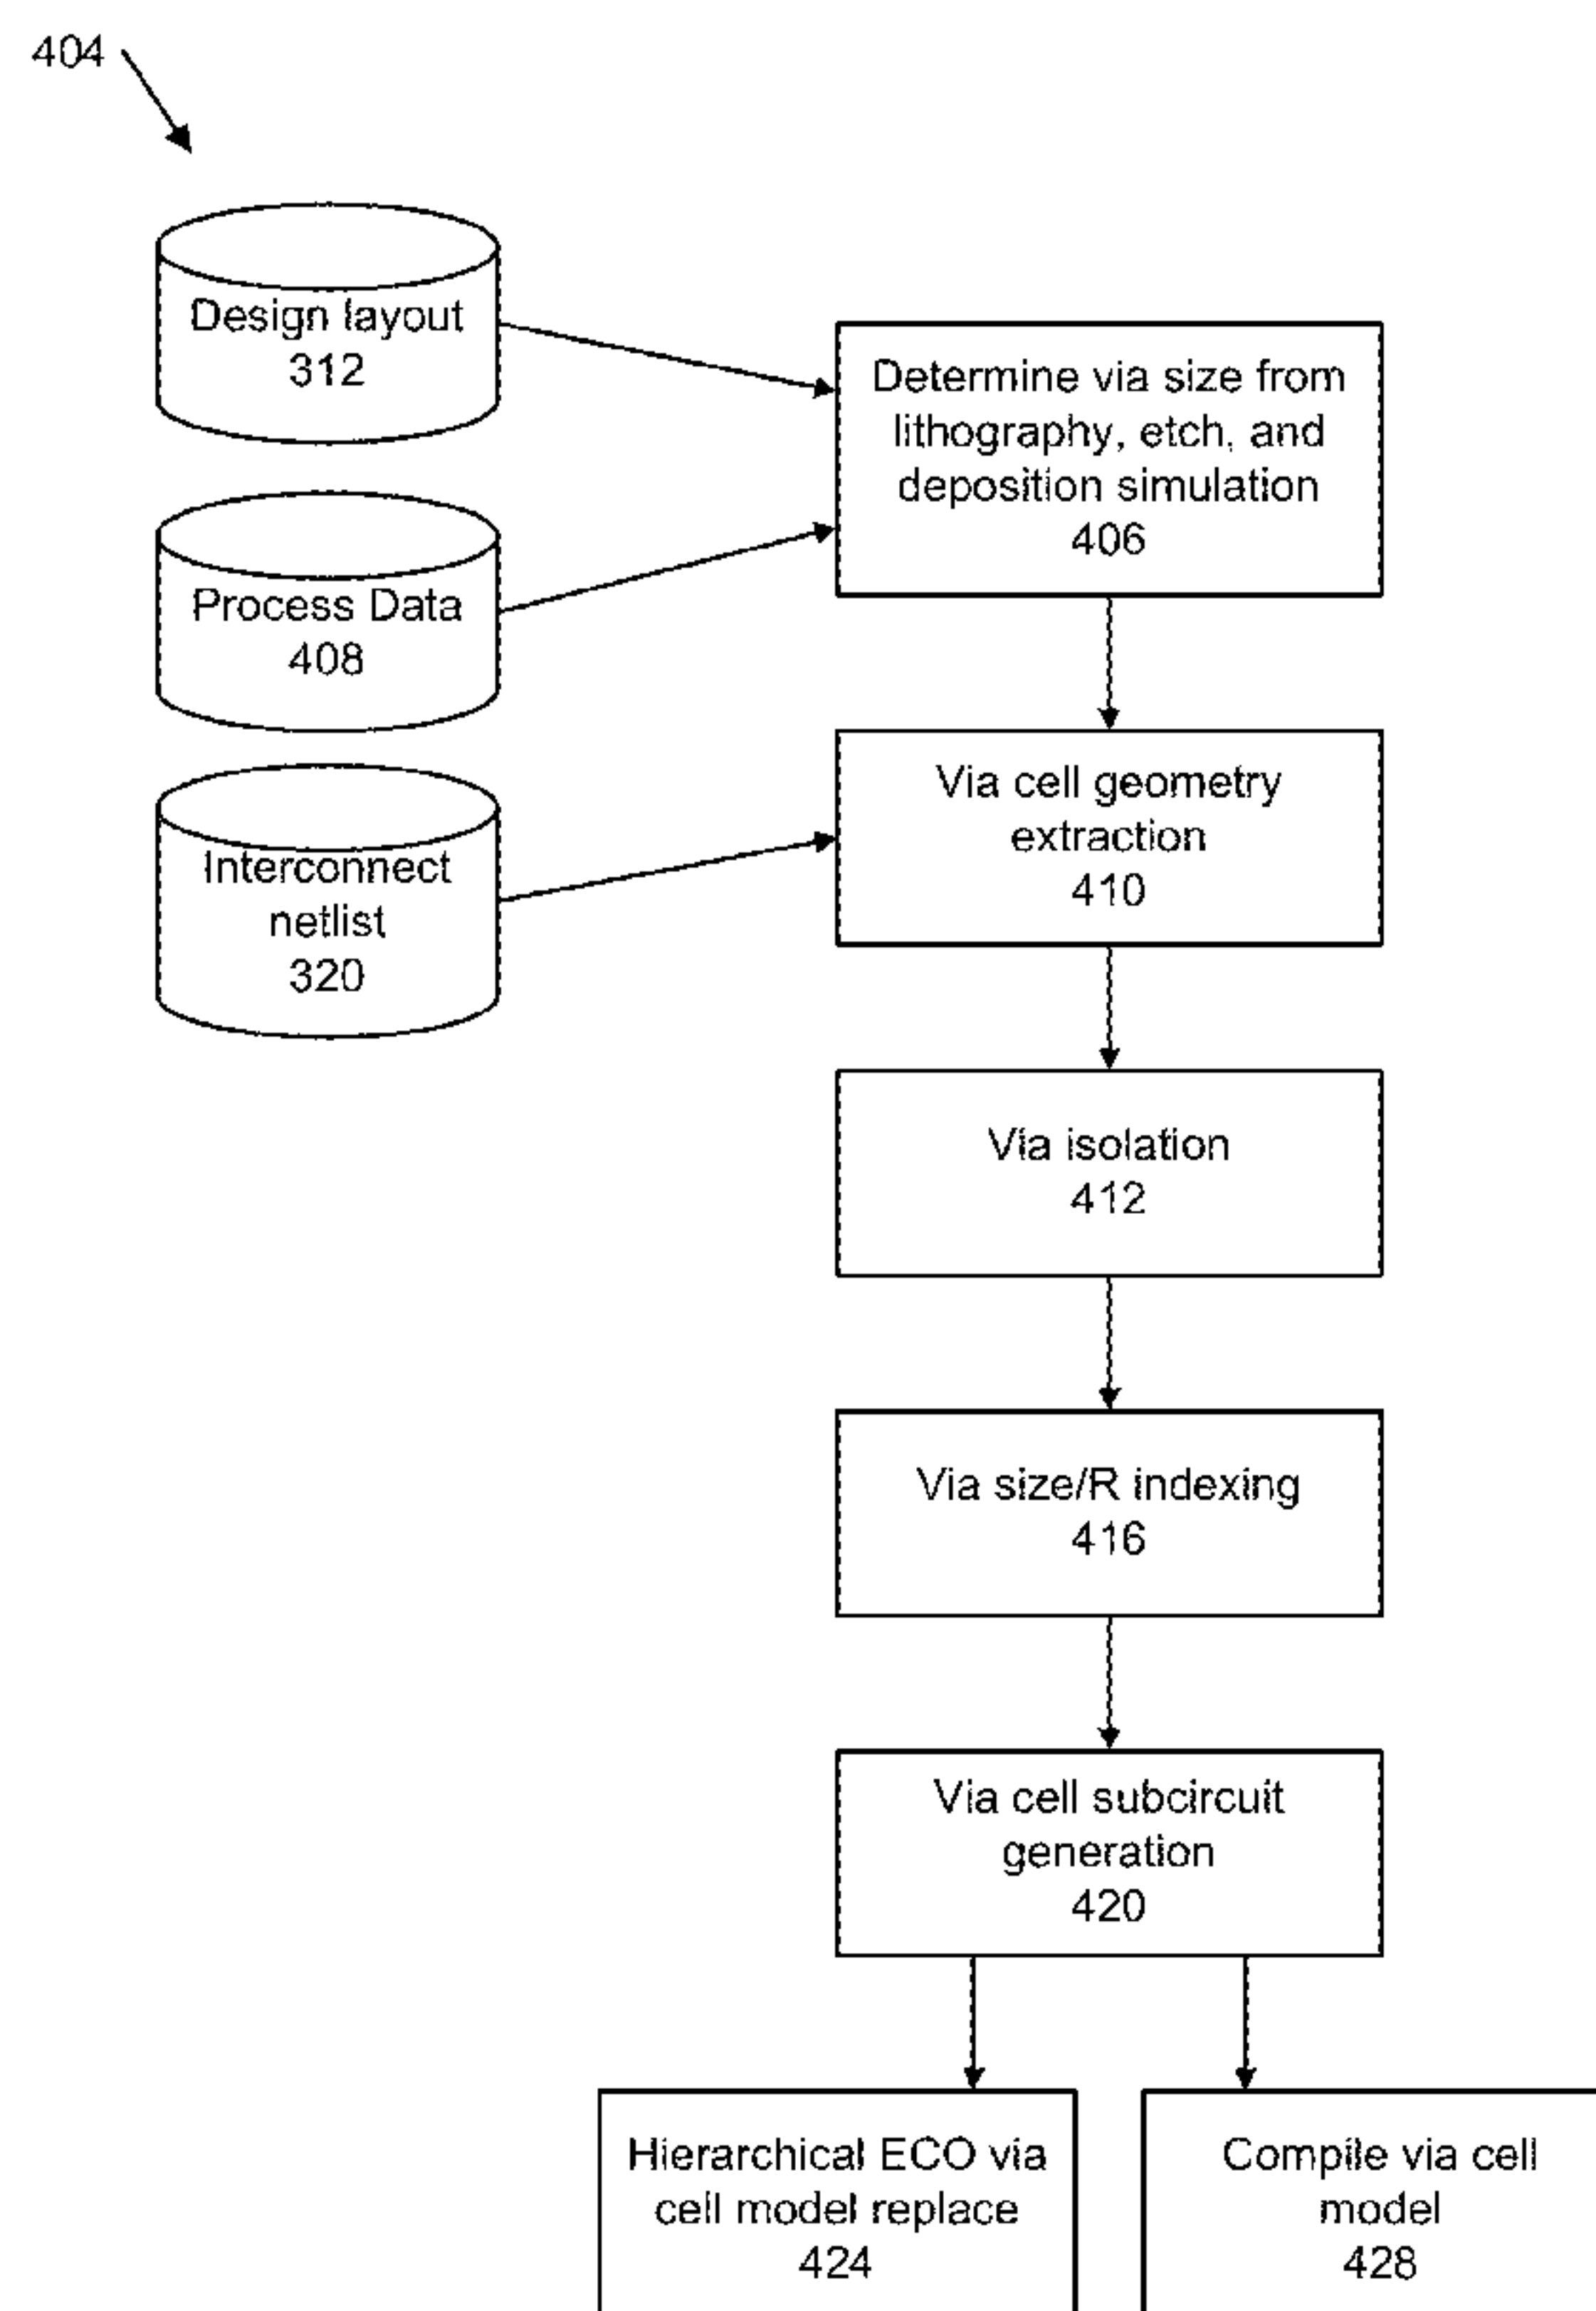 404
Design layout
312
Process Data
408
Interconnect
netlist
320
Determine via size from
lithography, etch, and
deposition simulation
406
Via cell geometry
extraction
410
Via isolation
412
Via size/R indexing
416
Via cell subcircuit
generation
420
Hierarchical ECO via
cell model replace
424
Compile via cell
model
428